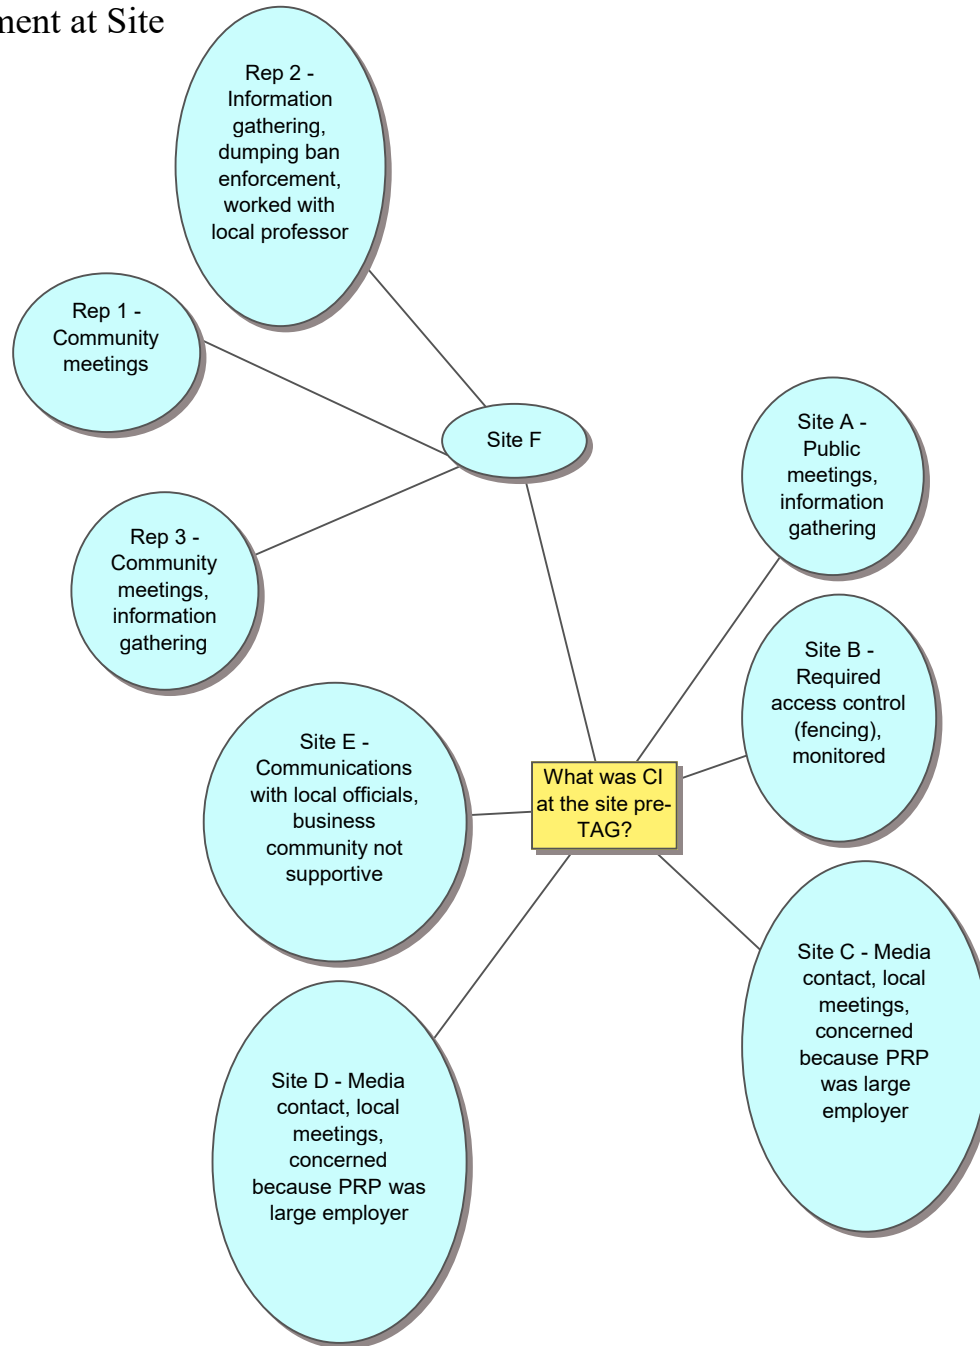 ment at Site
Rep 2 -
Information
gathering,
dumping ban
enforcement,
worked with
local professor
Rep 1 -
Community
meetings
Site F
Site A -
Public
meetings,
information
gathering
Rep 3 -
Community
meetings,
information
gathering
Site B -
Required
access control
(fencing),
monitored
Site E -
Communications
with local officials,
business
community not
supportive
What was CI
at the site pre-
TAG?
Site C - Media
contact, local
meetings,
concerned
because PRP
was large
employer
Site D - Media
contact, local
meetings,
concerned
because PRP was
large employer